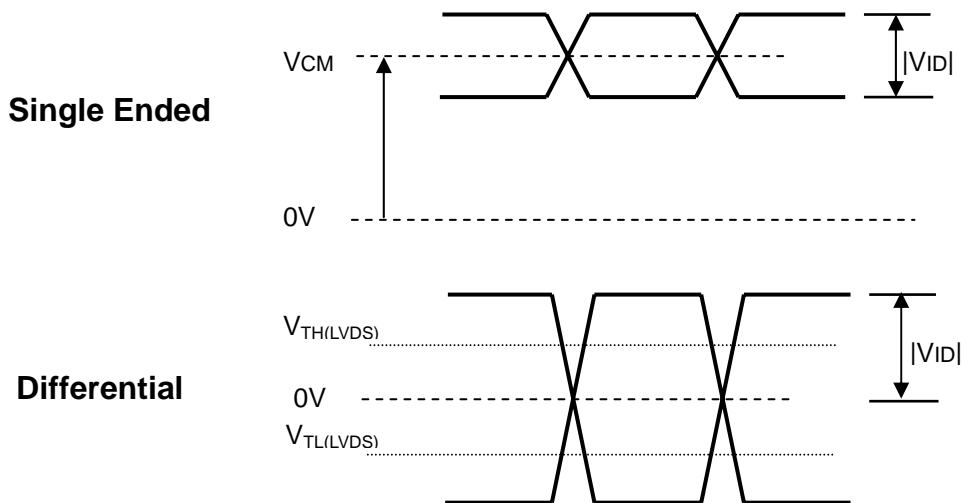 VCM
|VID|
Single Ended
0V
VTH(LVDS)
|VID|
Differential
0V
VTL(LVDS)